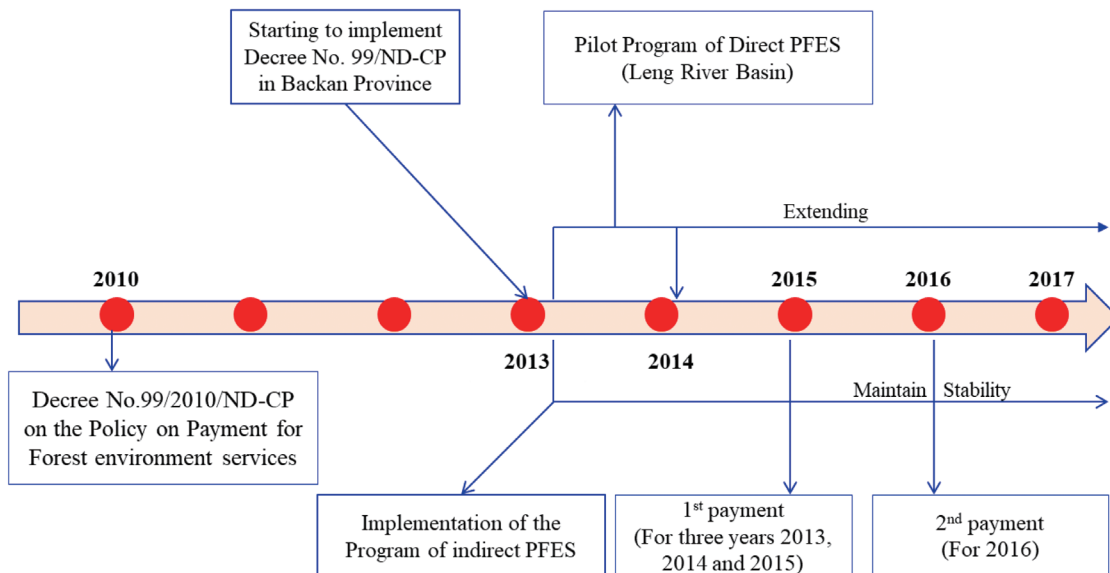 Starting to implement
Decree No. 99/ND-CP
in Backan Province
Pilot Program of Direct PFES
(Leng River Basin)
Extending
2010
2015
2016
2017
2013
2014
Maintain Stability
Decree No.99/2010/ND-CP
on the Policy on Payment for
Forest environment services
Implementation of the
Program of indirect PFES
1st payment
(For three years 2013,
2014 and 2015)
2nd payment
(For 2016)